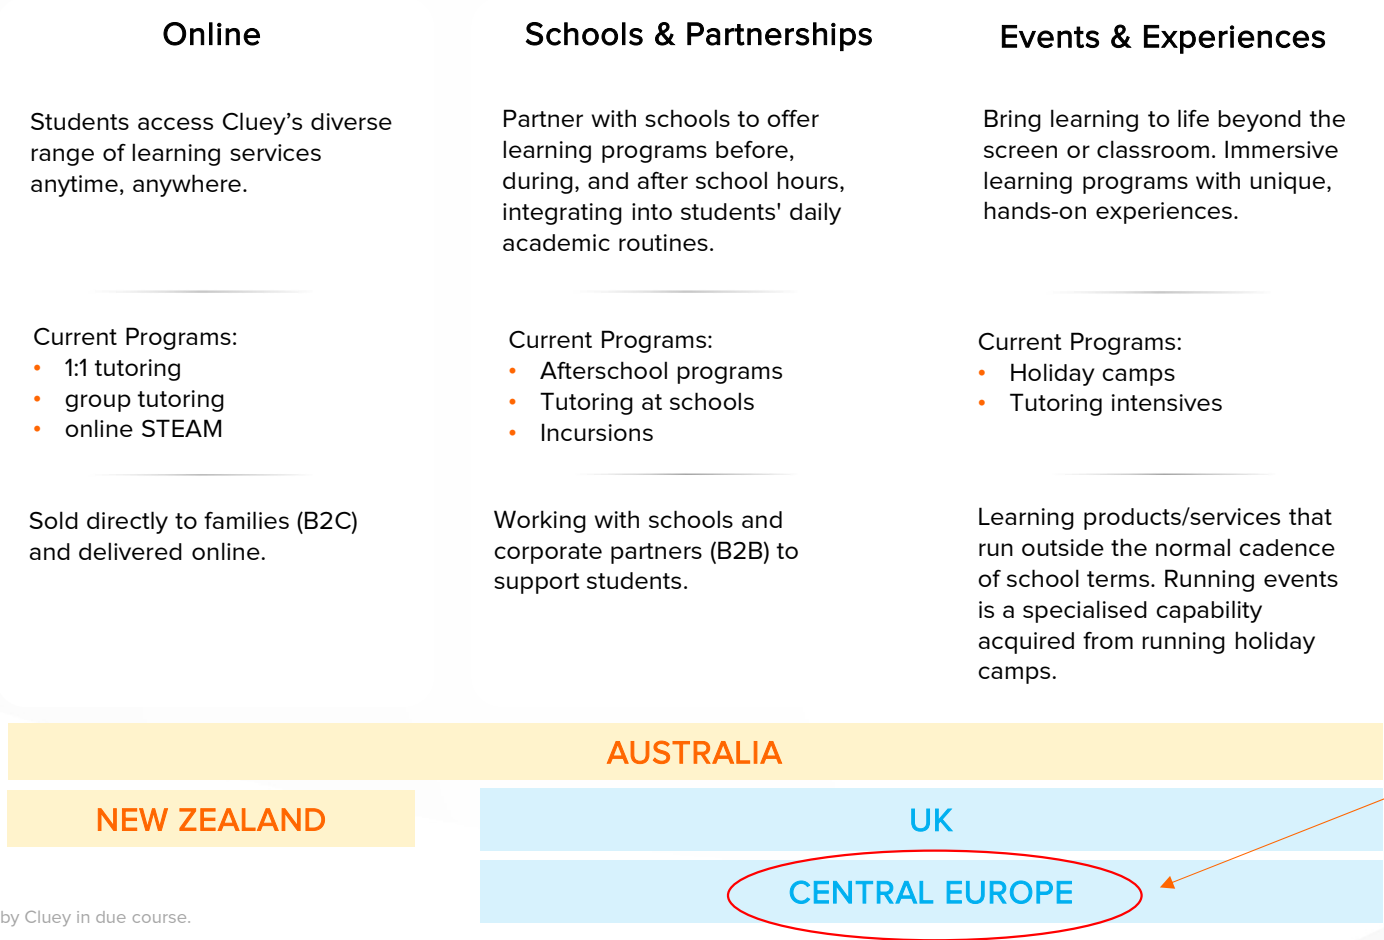 Online
Students access Cluey’s diverse
range of learning services
anytime, anywhere.
Current Programs:
• 1:1 tutoring
• group tutoring
• online STEAM
Sold directly to families (B2C)
and delivered online.
Schools & Partnerships
Partner with schools to offer
learning programs before,
during, and after school hours,
integrating into students' daily
academic routines.
Current Programs:
• Afterschool programs
• Tutoring at schools
• Incursions
Working with schools and
corporate partners (B2B) to
support students.
Events & Experiences
Bring learning to life beyond the
screen or classroom. Immersive
learning programs with unique,
hands-on experiences.
Current Programs:
• Holiday camps
• Tutoring intensives
Learning products/services that
run outside the normal cadence
of school terms. Running events
is a specialised capability
acquired from running holiday
camps.
AUSTRALIA
NEW ZEALAND
UK
CENTRAL EUROPE
by Cluey in due course.